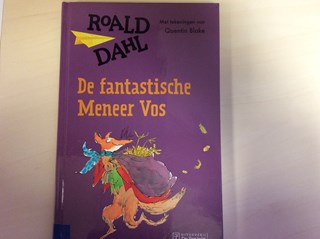 ROALD
DAHL
Met tekeningen van
Quentin Blake
De fantastische
Meneer Vos